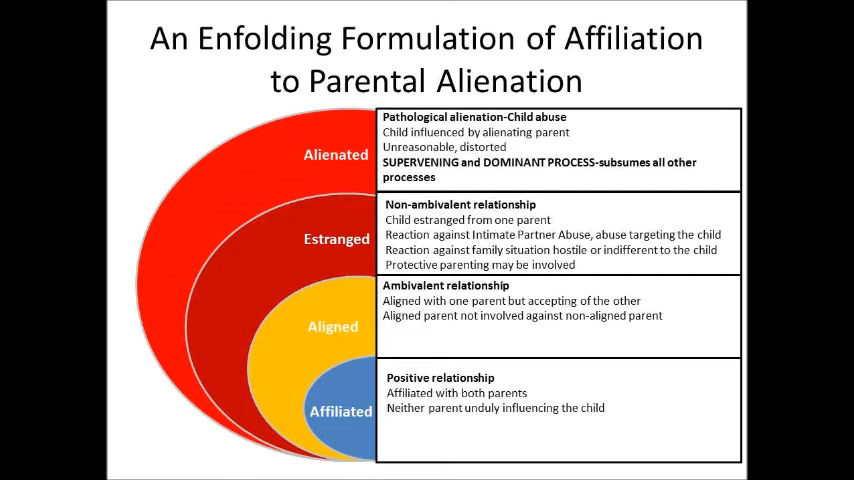 An Enfolding Formulation of Affiliation
to Parental Alienation
Alienated
Pathological alienation-Child abuse
Child influenced by alienating parent
Unreasonable, distorted
SUPERVENING and DOMINANT PROCESS-subsumes all other
processes
Estranged
Non-ambivalent relationship
Child estranged from one parent
Reaction against Intimate Partner Abuse, abuse targeting the child
Reaction against family situation hostile or indifferent to the child
Protective parenting may be involved
Aligned
Ambivalent relationship
Aligned with one parent but accepting of the other
Aligned parent not involved against non-aligned parent
Affiliated
Positive relationship
Affiliated with both parents
Neither parent unduly influencing the child